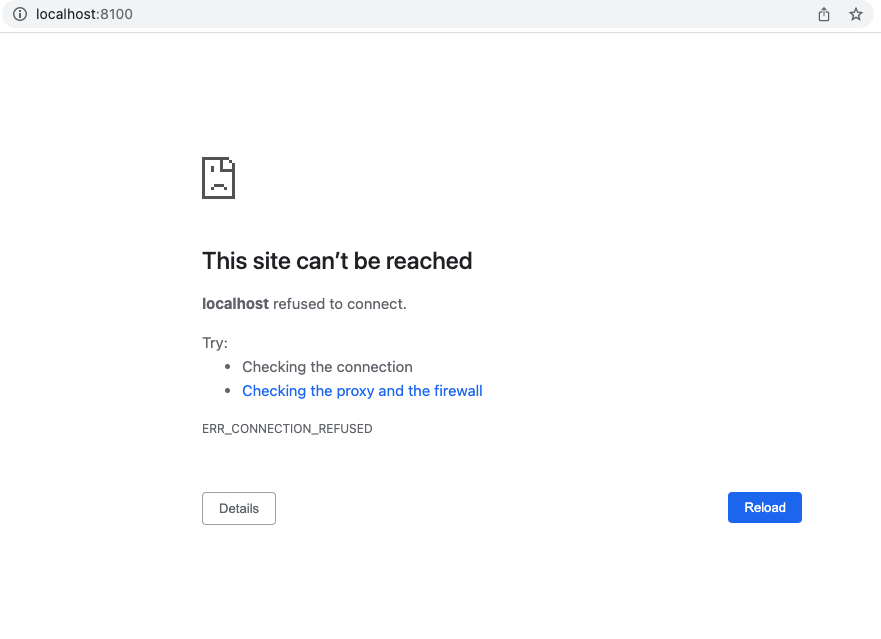 localhost:8100
This site can’t be reached
localhost refused to connect.
Try:
• Checking the connection
• Checking the proxy and the firewall
ERR_CONNECTION_REFUSED
Details
Reload